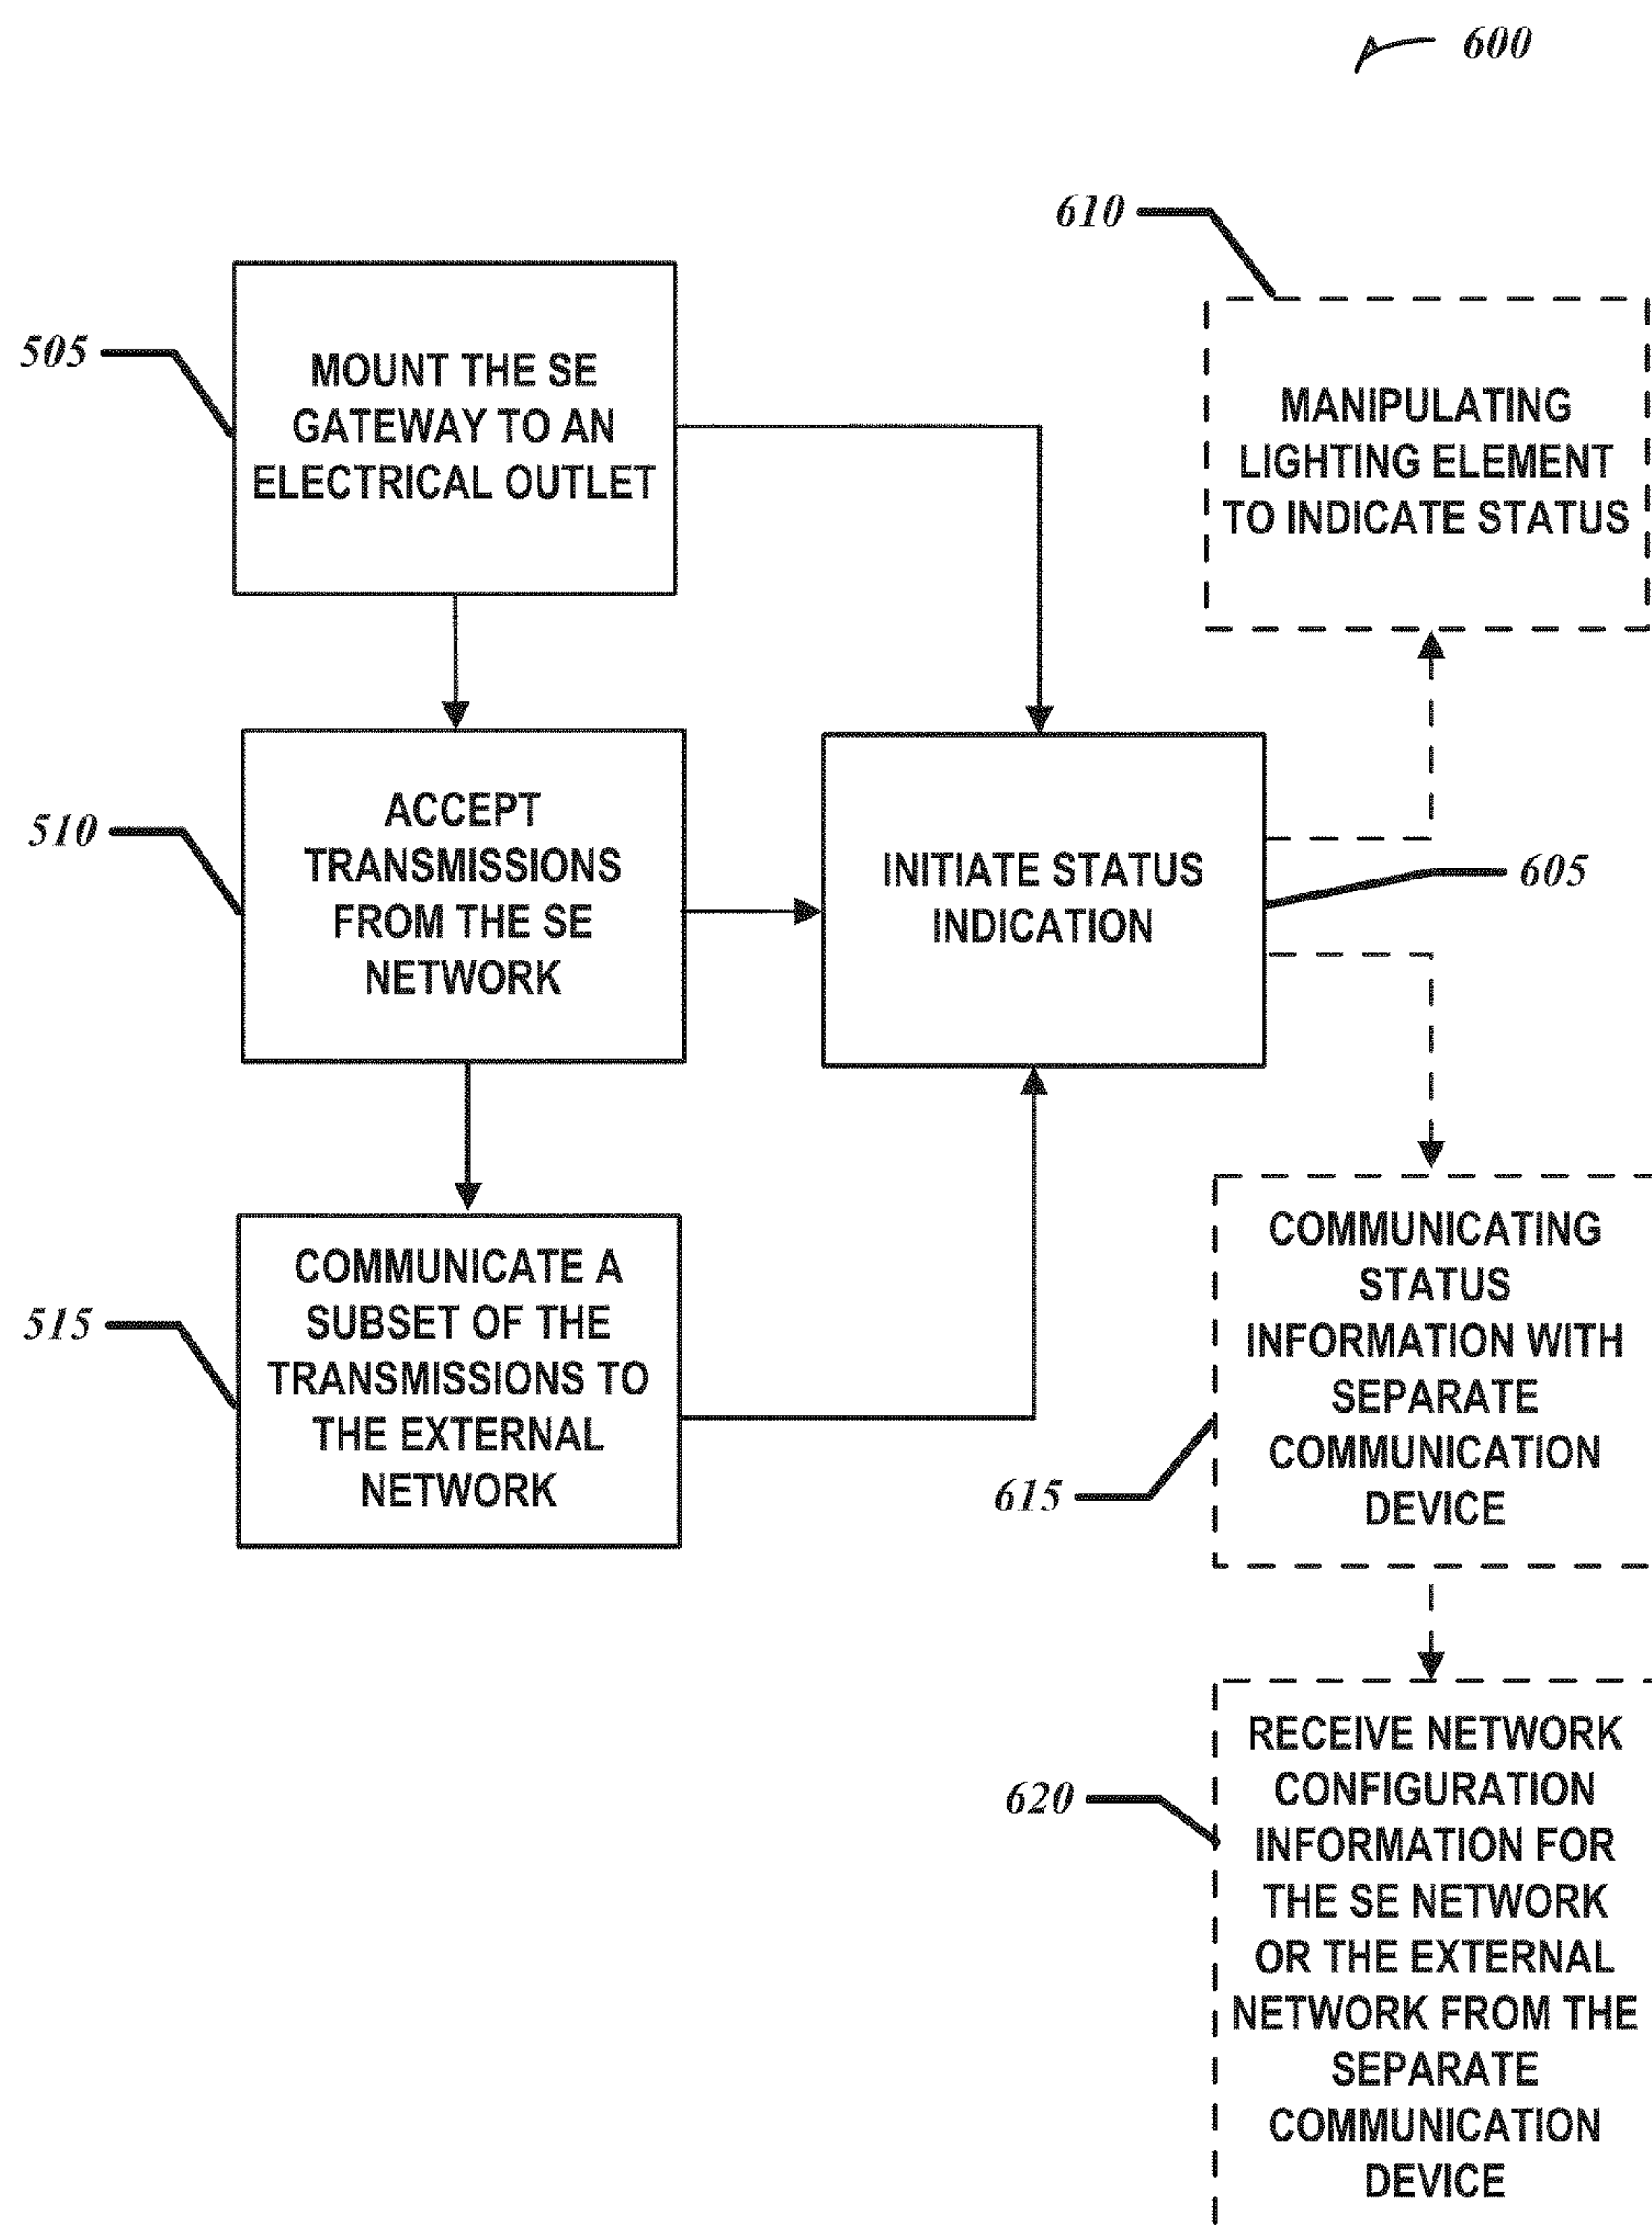 600
610
505
MOUNT THE SE
GATEWAY TO AN
ELECTRICAL OUTLET
MANIPULATING
LIGHTING ELEMENT
TO INDICATE STATUS
510
ACCEPT
TRANSMISSIONS
FROM THE SE
NETWORK
INITIATE STATUS
INDICATION
605
515
COMMUNICATE A
SUBSET OF THE
TRANSMISSIONS TO
THE EXTERNAL
NETWORK
615
COMMUNICATING
STATUS
INFORMATION WITH
SEPARATE
COMMUNICATION
DEVICE
620
RECEIVE NETWORK
CONFIGURATION
INFORMATION FOR
THE SE NETWORK
OR THE EXTERNAL
NETWORK FROM THE
SEPARATE
COMMUNICATION
DEVICE